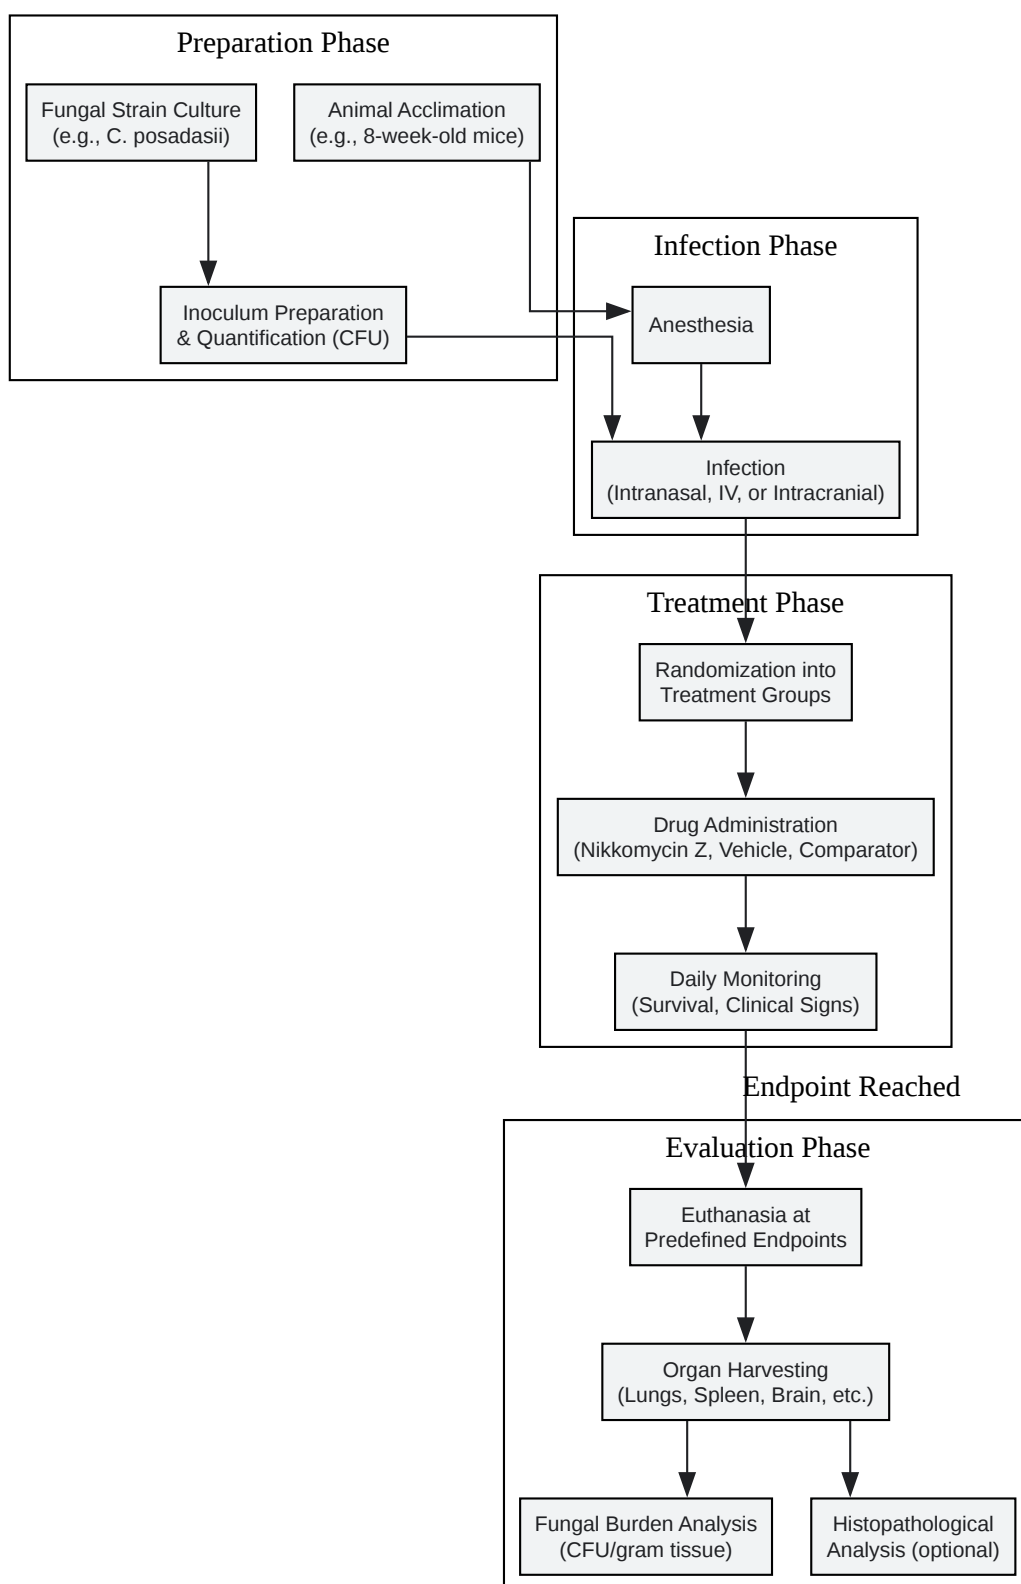 Preparation Phase
Fungal Strain Culture
(e.g., C. posadasii)
Animal Acclimation
(e.g., 8-week-old mice)
Inoculum Preparation
& Quantification (CFU)
Infection Phase
Anesthesia
Infection
(Intranasal, IV, or Intracranial)
Treatment Phase
Randomization into
Treatment Groups
Drug Administration
(Nikkomycin Z, Vehicle, Comparator)
Daily Monitoring
(Survival, Clinical Signs)
Endpoint Reached
Evaluation Phase
Euthanasia at
Predefined Endpoints
Organ Harvesting
(Lungs, Spleen, Brain, etc.)
Fungal Burden Analysis
(CFU/gram tissue)
Histopathological
Analysis (optional)